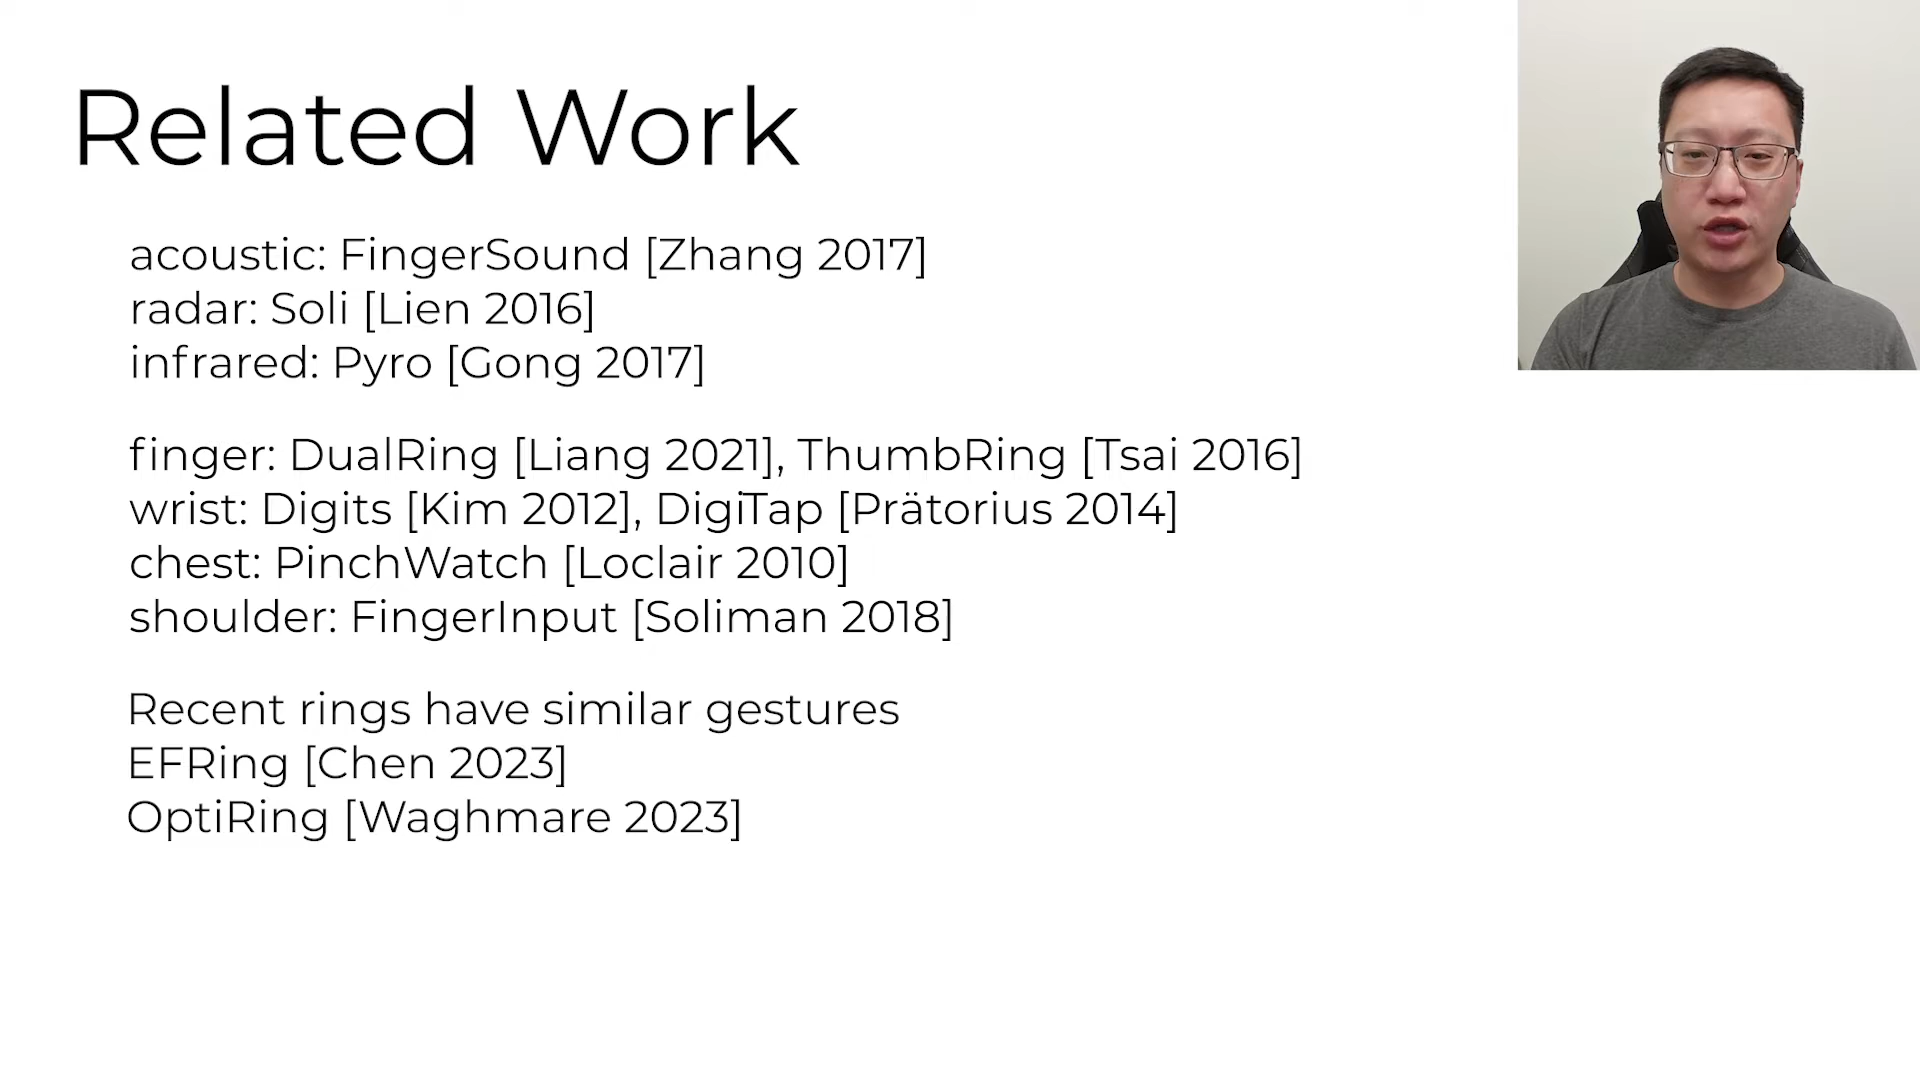 Related Work
acoustic: FingerSound [Zhang 2017]
radar: Soli [Lien 2016]
infrared: Pyro [Gong 2017]
finger: DualRing [Liang 2021], ThumbRing [Tsai 2016]
wrist: Digits [Kim 2012], DigiTap [Prätorius 2014]
chest: PinchWatch [Loclair 2010]
shoulder: FingerInput [Soliman 2018]
Recent rings have similar gestures
EFRing [Chen 2023]
OptiRing [Waghmare 2023]